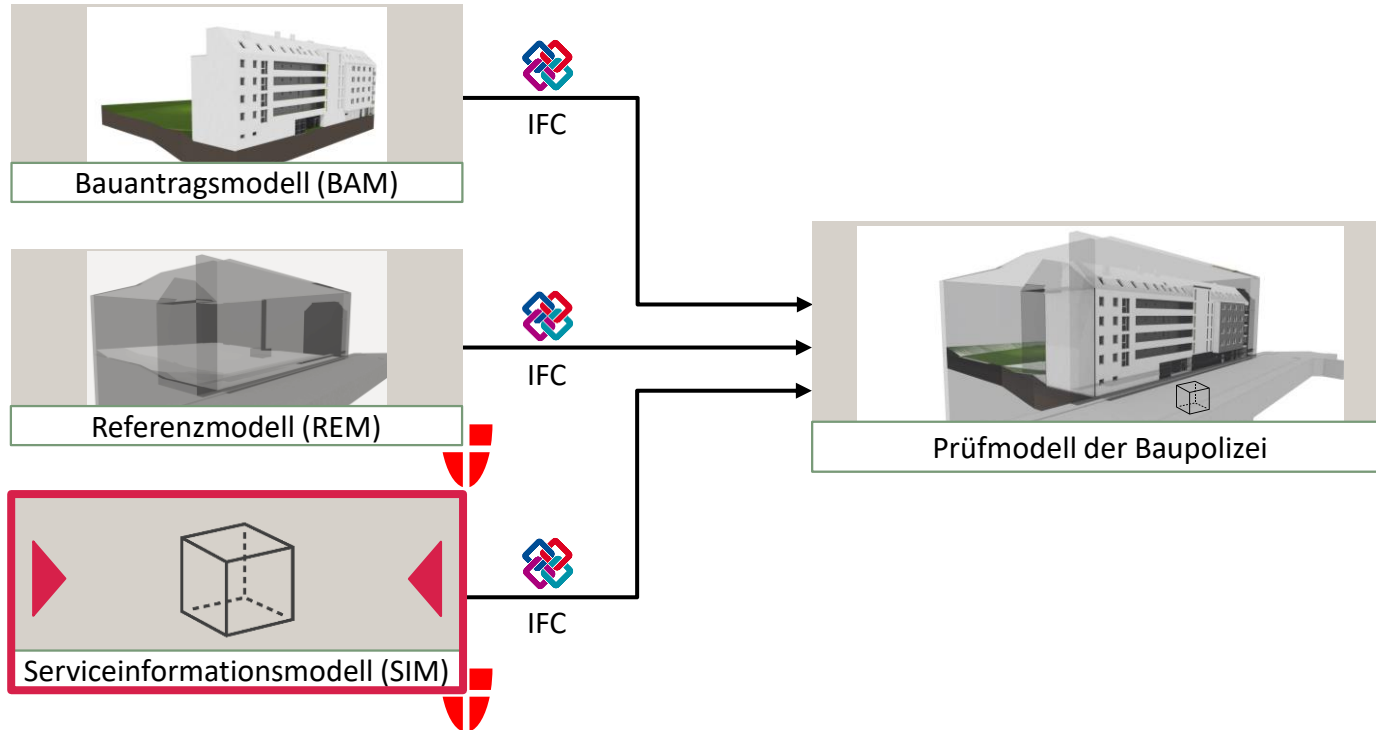 IFC
Bauantragsmodell (BAM)
IFC
Referenzmodell (REM)
Prüfmodell der Baupolizei
IFC
Serviceinformationsmodell (SIM)